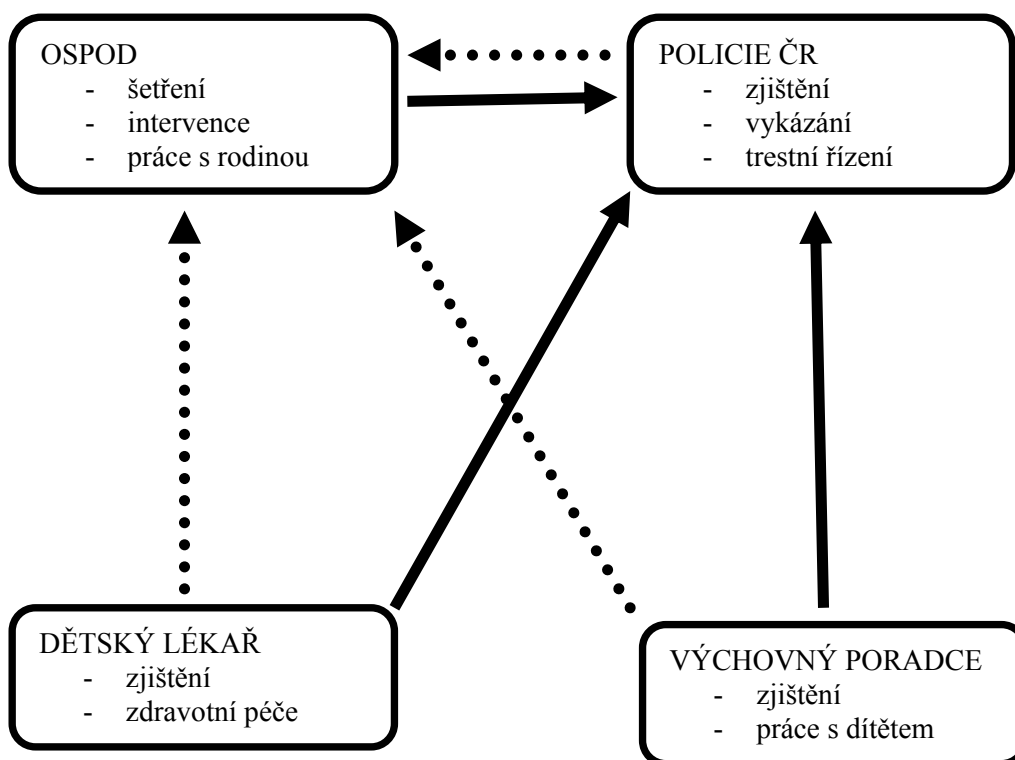 OSPOD
- šetření
- intervence
- práce s rodinou
POLICIE ČR
- zjištění
- vykázání
- trestní řízení
DĚTSKÝ LÉKAŘ
- zjištění
- zdravotní péče
VÝCHOVNÝ PORADCE
- zjištění
- práce s dítětem